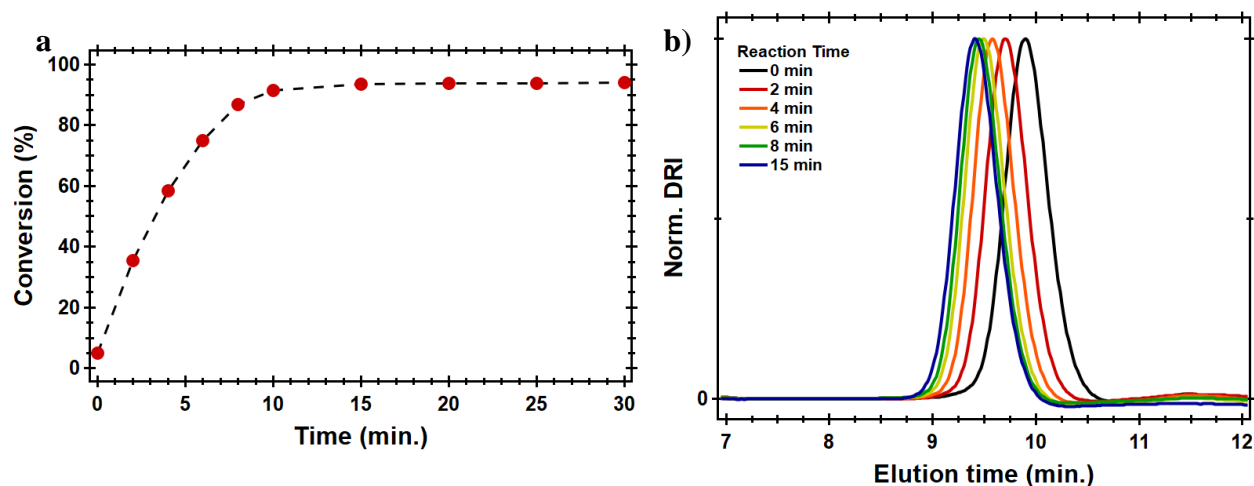 a
100
80
60
40
20
0
Conversion (%)
0 5 10 15 20 25 30
Time (min.)
b)
Reaction Time
0 min
2 min
4 min
6 min
8 min
15 min
Norm. DRI
0
7 8 9 10 11 12
Elution time (min.)